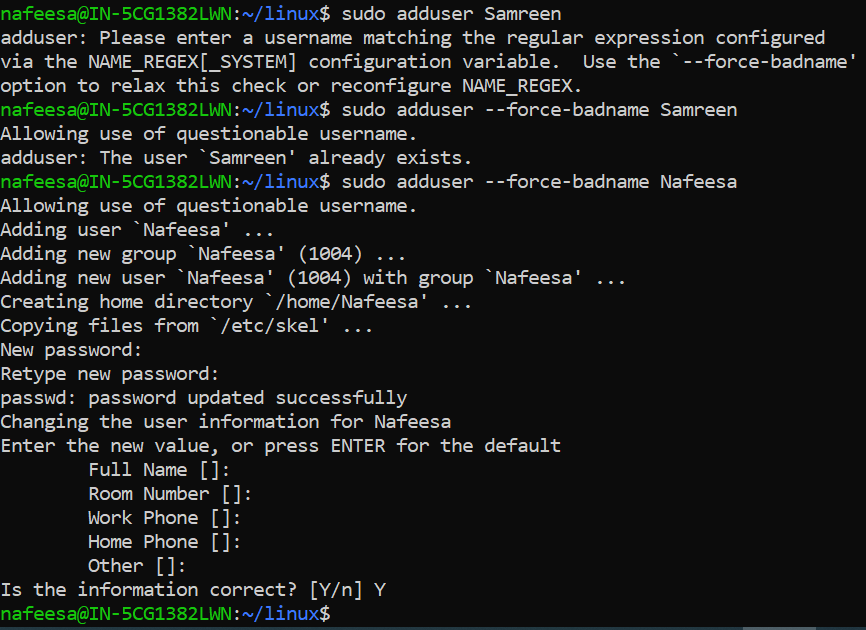 nafeesa@IN-5CG1382LWN:~/linux$ sudo adduser Samreen
adduser: Please enter a username matching the regular expression configured
via the NAME_REGEX[_SYSTEM] configuration variable.  Use the `--force-badname'
option to relax this check or reconfigure NAME_REGEX.
nafeesa@IN-5CG1382LWN:~/linux$ sudo adduser --force-badname Samreen
Allowing use of questionable username.
adduser: The user `Samreen' already exists.
nafeesa@IN-5CG1382LWN:~/linux$ sudo adduser --force-badname Nafeesa
Allowing use of questionable username.
Adding user `Nafeesa' ...
Adding new group `Nafeesa' (1004) ...
Adding new user `Nafeesa' (1004) with group `Nafeesa' ...
Creating home directory `/home/Nafeesa' ...
Copying files from `/etc/skel' ...
New password:
Retype new password:
passwd: password updated successfully
Changing the user information for Nafeesa
Enter the new value, or press ENTER for the default
        Full Name []:
        Room Number []:
        Work Phone []:
        Home Phone []:
        Other []:
Is the information correct? [Y/n] Y
nafeesa@IN-5CG1382LWN:~/linux$